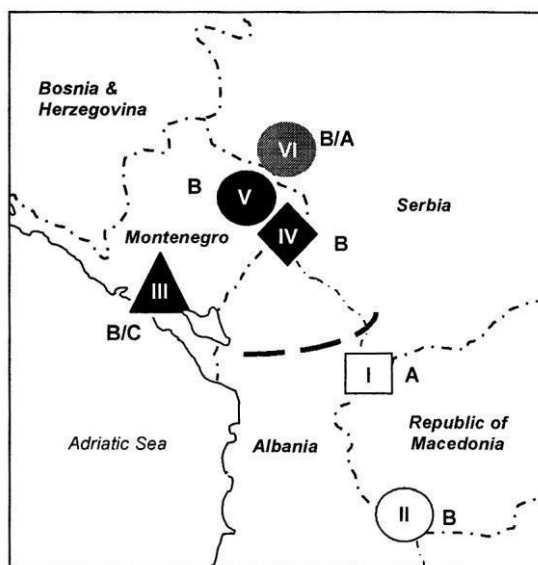 Bosnia &
Herzegovina
VI
B/A
B
V
Serbia
Montenegro
IV
B
III
B/C
I
A
Republic of
Macedonia
Adriatic Sea
Albania
II
B